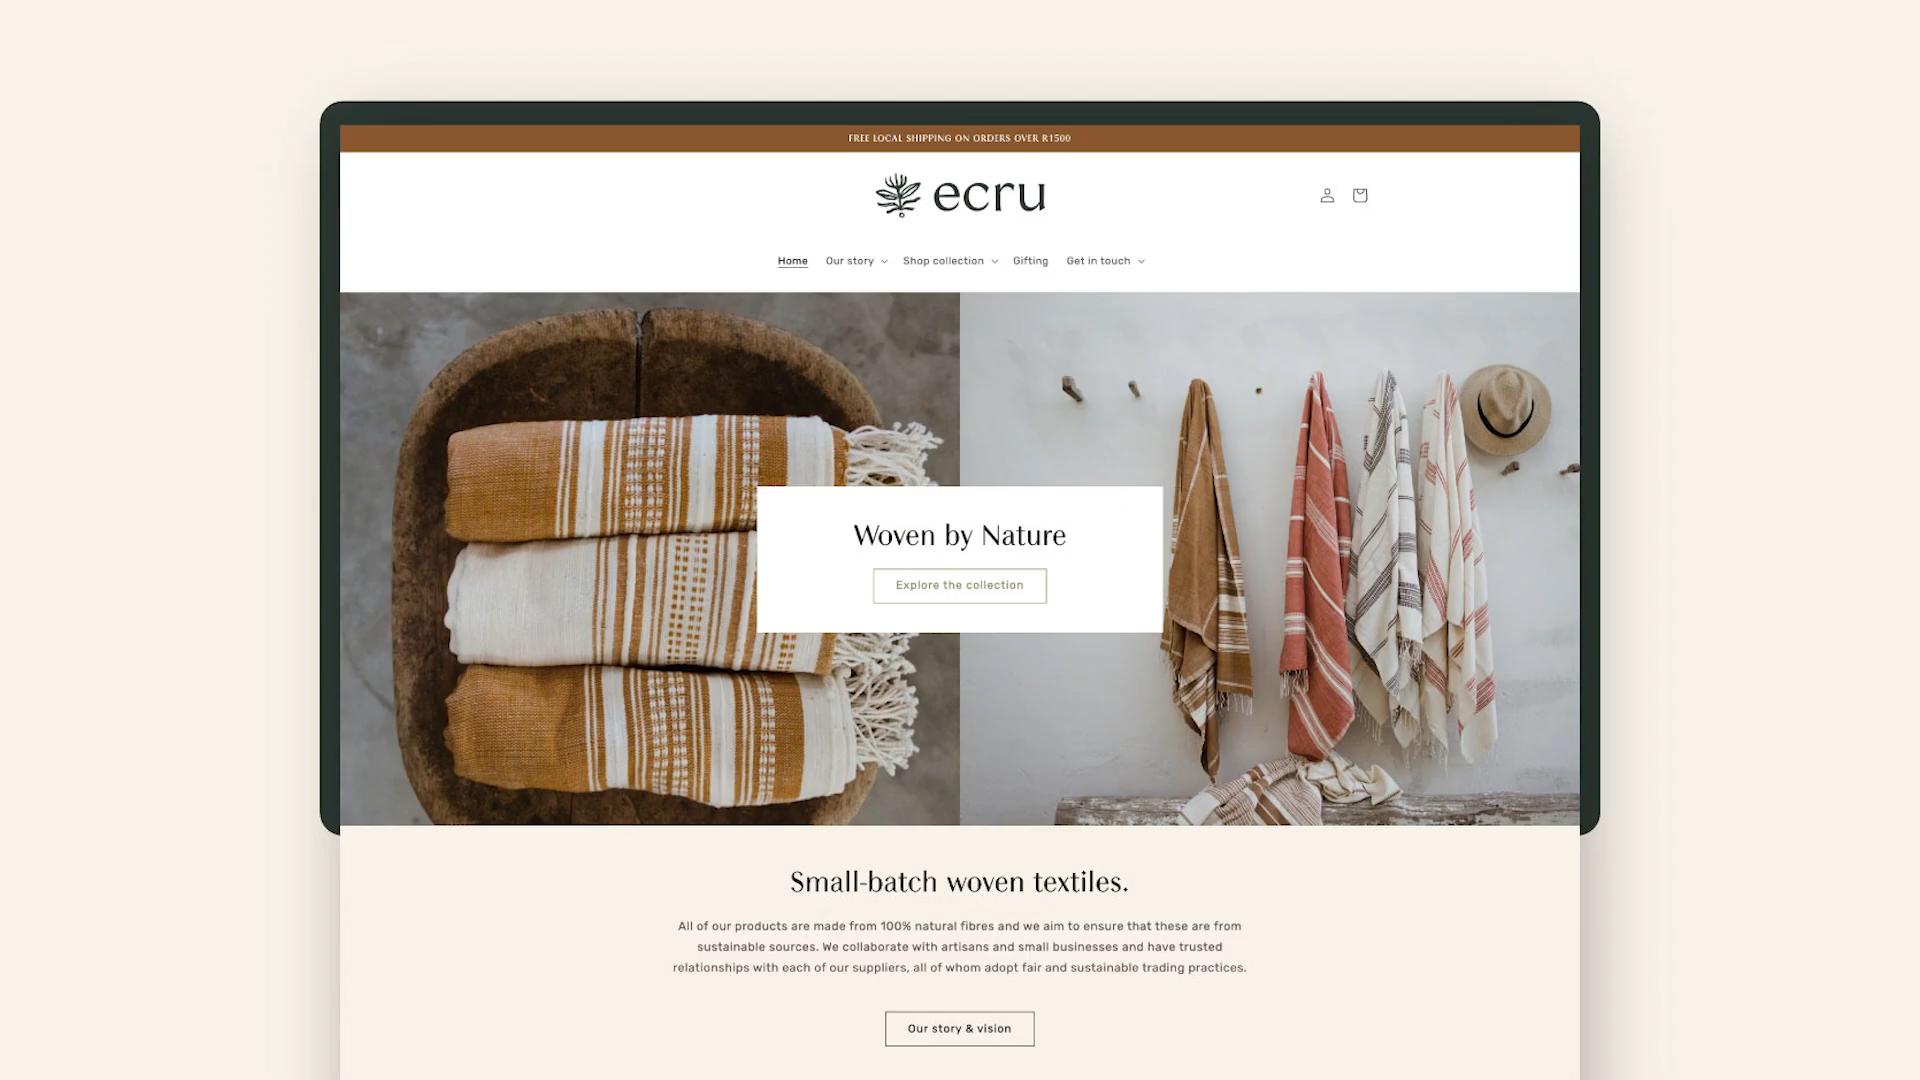 FREE LOCAL SHIPPING ON ORDERS OVER R1500
ecru
Home Our story Shop collection Gifting Get in touch
Woven by Nature
Explore the collection
Small-batch woven textiles.
All of our products are made from 100% natural fibres and we aim to ensure that these are from
sustainable sources. We collaborate with artisans and small businesses and have trusted
relationships with each of our suppliers, all of whom adopt fair and sustainable trading practices.
Our story & vision